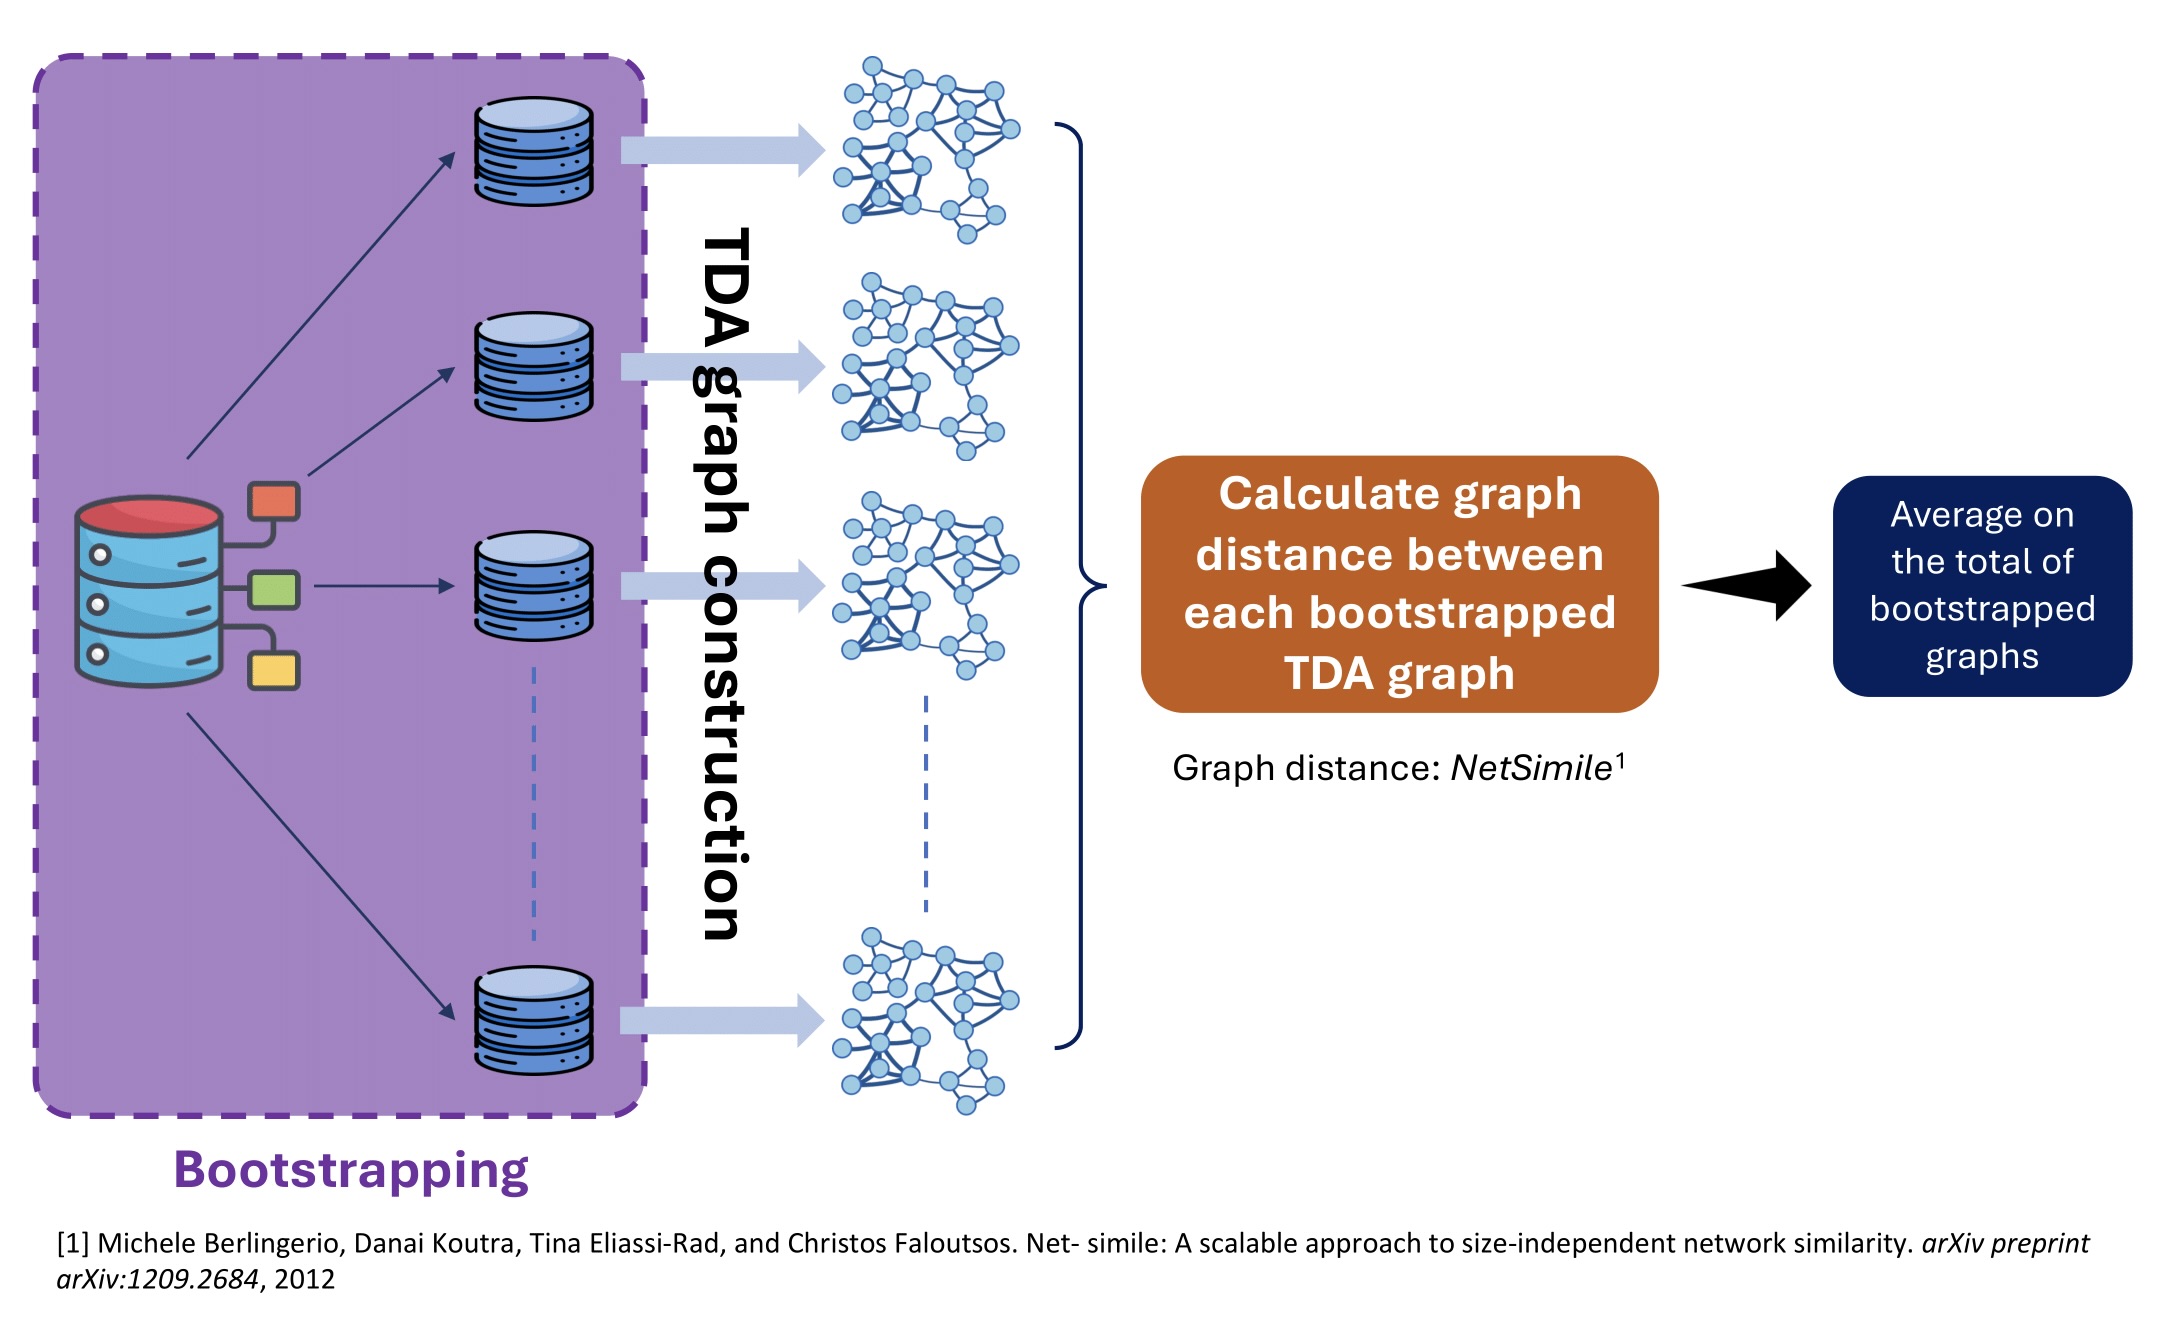 TDA graph construction
Calculate graph
distance between
each bootstrapped
TDA graph
Graph distance: NetSimile¹
Average on
the total of
bootstrapped
graphs
Bootstrapping
[1] Michele Berlingerio, Danai Koutra, Tina Eliassi-Rad, and Christos Faloutsos. Net- simile: A scalable approach to size-independent network similarity. arXiv preprint
arXiv:1209.2684, 2012